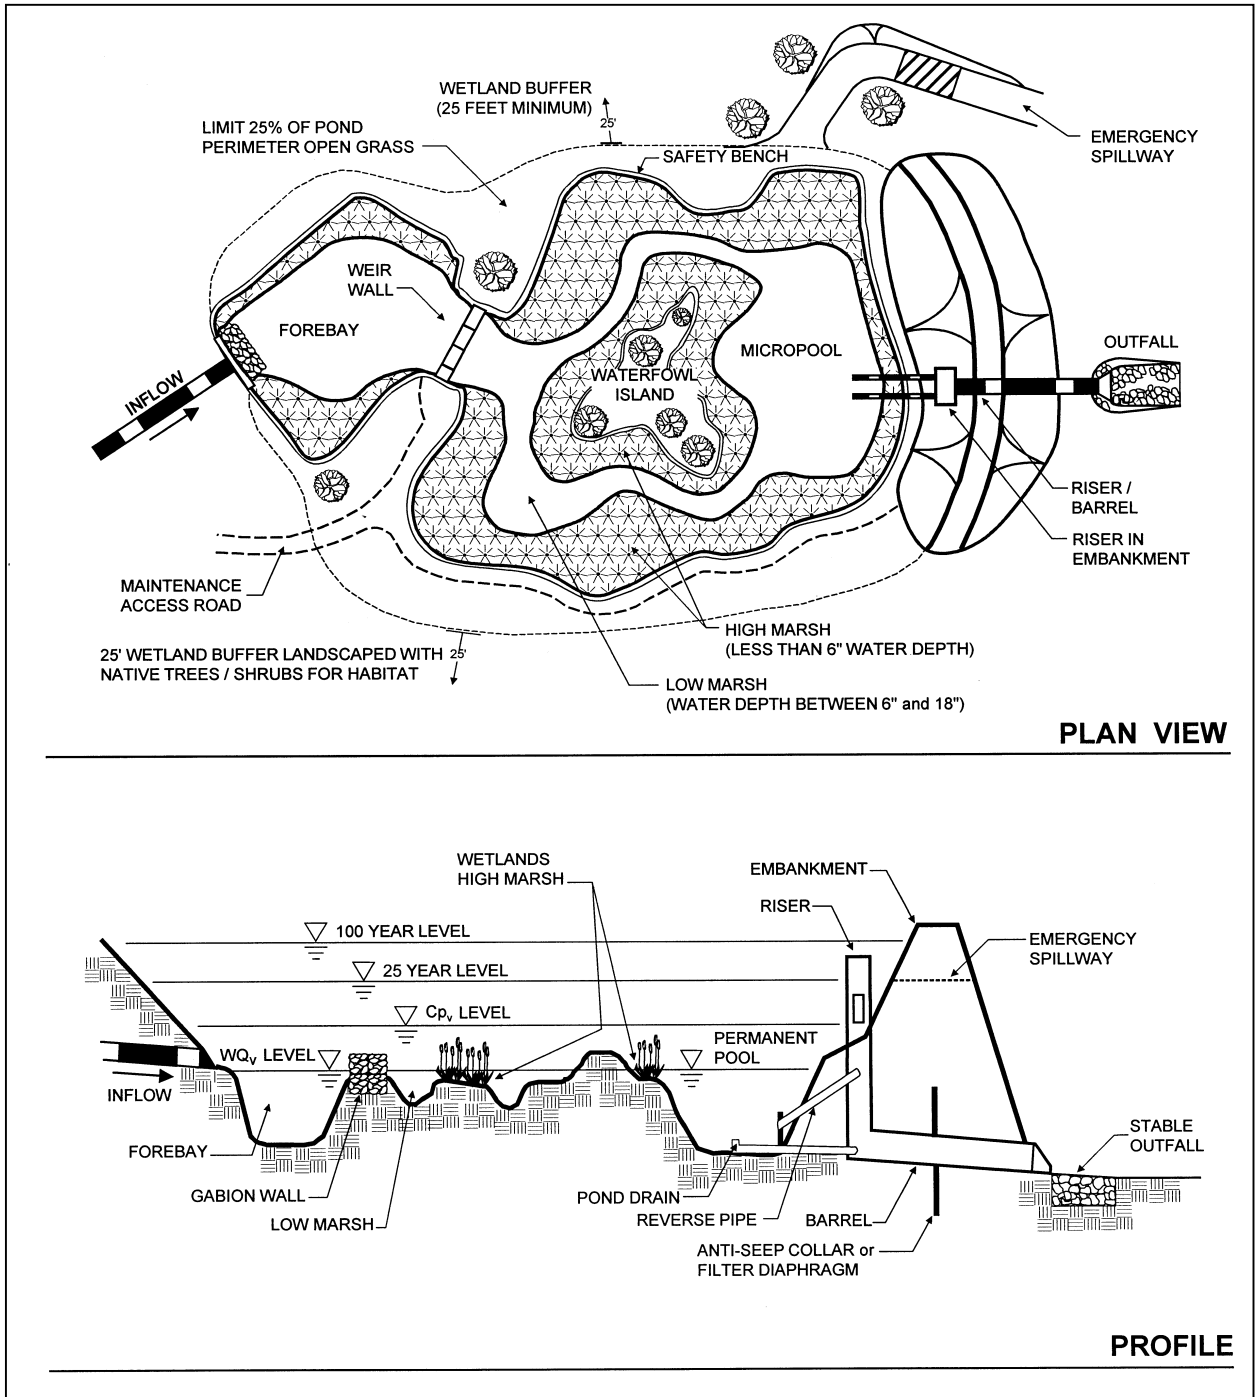 WETLAND BUFFER
(25 FEET MINIMUM)
25'
LIMIT 25% OF POND
PERIMETER OPEN GRASS
SAFETY BENCH
EMERGENCY
SPILLWAY
WEIR
WALL
FOREBAY
MICROPOOL
OUTFALL
WATERFOWL
ISLAND
INFLOW
RISER /
BARREL
RISER IN
EMBANKMENT
MAINTENANCE
ACCESS ROAD
HIGH MARSH
(LESS THAN 6" WATER DEPTH)
25' WETLAND BUFFER LANDSCAPED WITH
NATIVE TREES / SHRUBS FOR HABITAT
25'
LOW MARSH
(WATER DEPTH BETWEEN 6" and 18")
PLAN VIEW
WETLANDS
HIGH MARSH
EMBANKMENT
RISER
100 YEAR LEVEL
EMERGENCY
SPILLWAY
25 YEAR LEVEL
Cpv LEVEL
PERMANENT
POOL
WQv LEVEL
INFLOW
FOREBAY
STABLE
OUTFALL
GABION WALL
POND DRAIN
LOW MARSH
REVERSE PIPE
BARREL
ANTI-SEEP COLLAR or
FILTER DIAPHRAGM
PROFILE